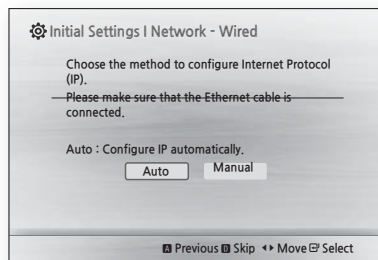 Initial Settings I Network - Wired
Choose the method to configure Internet Protocol
(IP).
Please make sure that the Ethernet cable is
connected.
Auto : Configure IP automatically.
Auto Manual
A Previous D Skip Move Select